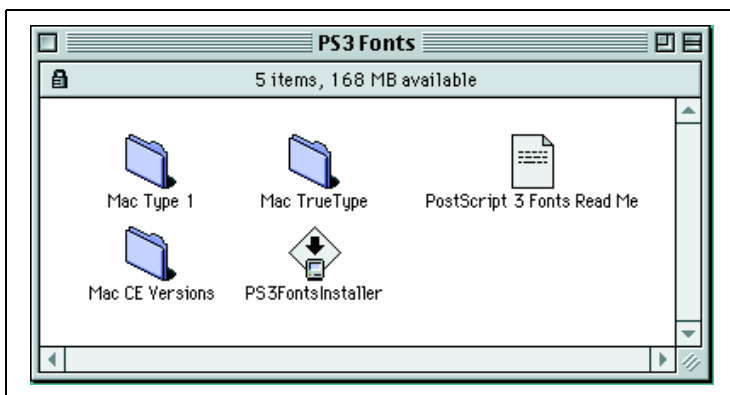 PS3 Fonts
5 items, 168 MB available
Mac Type 1
Mac TrueType
PostScript 3 Fonts Read Me
Mac CE Versions
PS3FontsInstaller